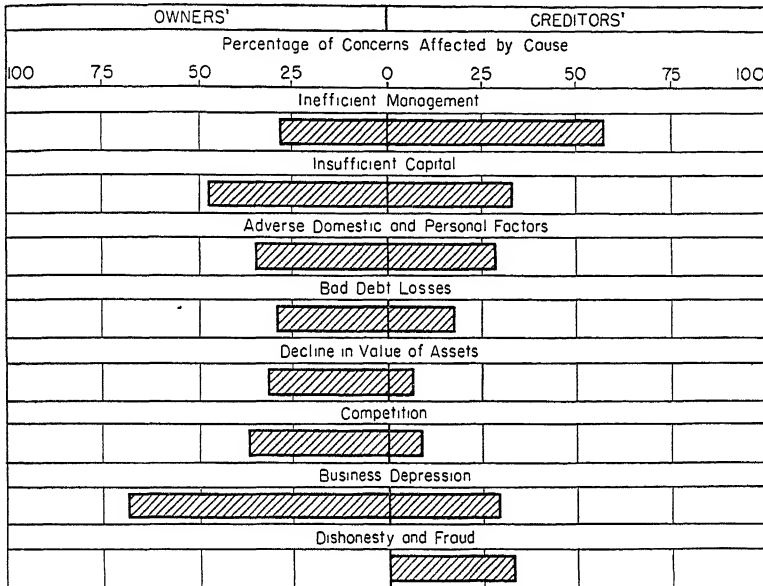 OWNERS' CREDITORS'
Percentage of Concerns Affected by Cause
100 75 50 25 0 25 50 75 100
Inefficient Management
Insufficient Capital
Adverse Domestic and Personal Factors
Bad Debt Losses
Decline in Value of Assets
Competition
Business Depression
Dishonesty and Fraud